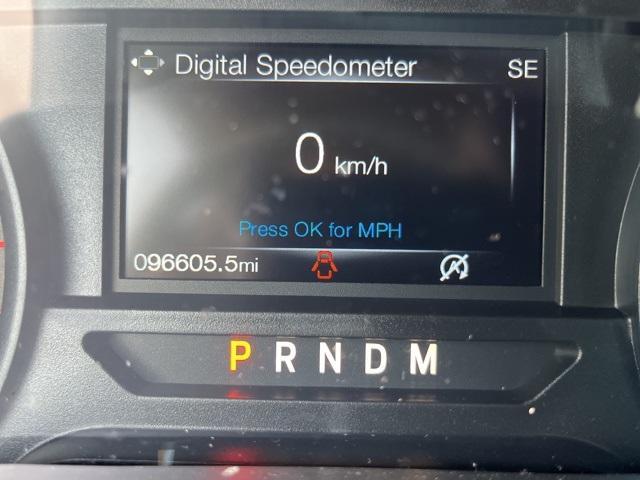 Digital Speedometer SE
0 km/h
Press OK for MPH
096605.5mi
P R N D M